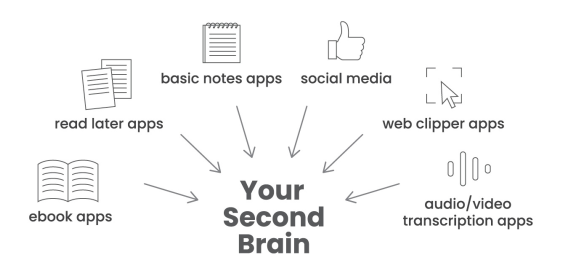 basic notes apps
social media
read later apps
web clipper apps
ebook apps
Your
Second
Brain
audio/video
transcription apps